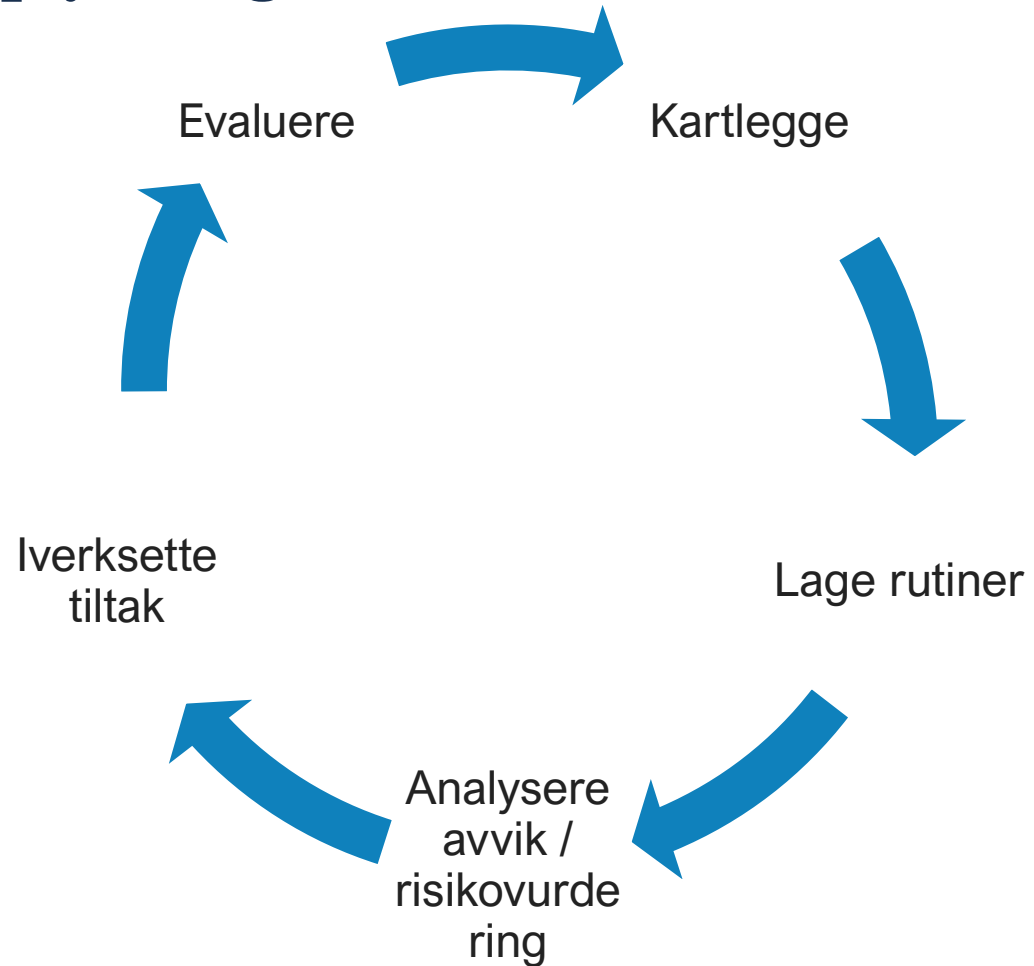 Evaluere
Kartlegge
Lage rutiner
Analysere
avvik /
risikovurde
ring
Iverksette
tiltak